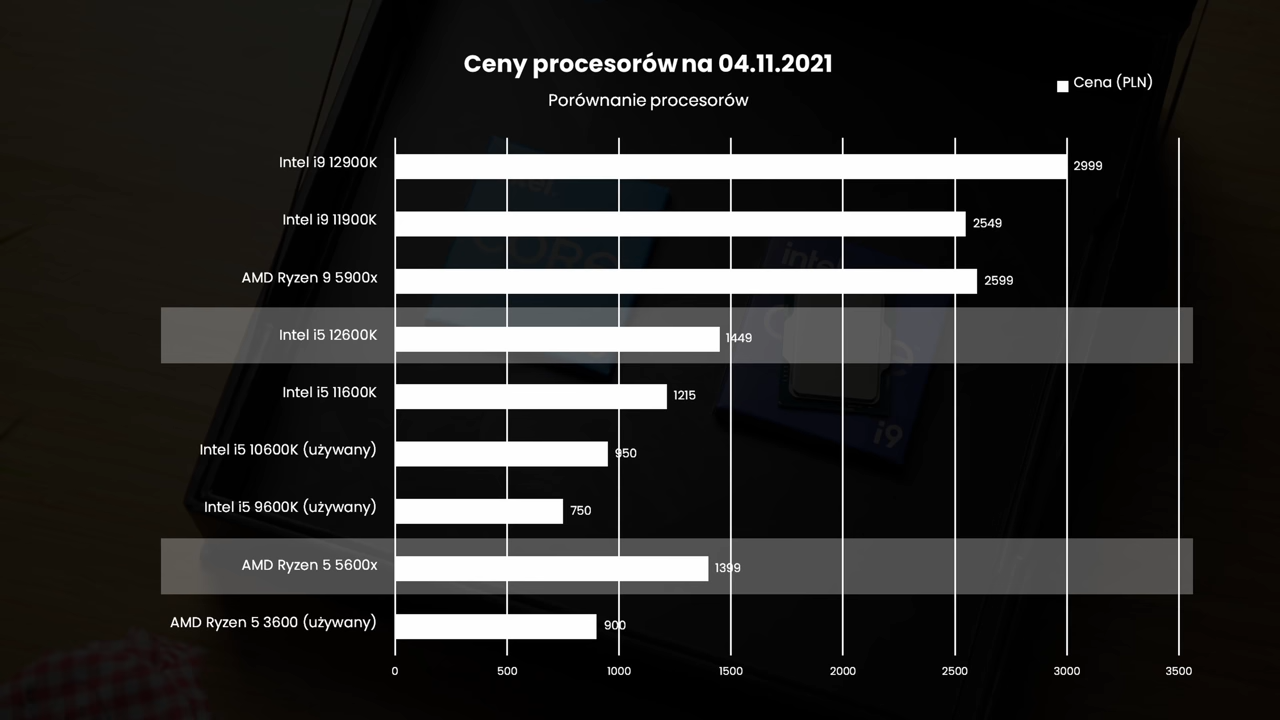 Ceny procesorów na 04.11.2021
Porównanie procesorów
Cena (PLN)
Intel i9 12900K 2999
Intel i9 11900K 2549
AMD Ryzen 9 5900x 2599
Intel i5 12600K 1449
Intel i5 11600K 1215
Intel i5 10600K (używany) 950
Intel i5 9600K (używany) 750
AMD Ryzen 5 5600x 1399
AMD Ryzen 5 3600 (używany) 900
0 500 1000 1500 2000 2500 3000 3500
intel
CORE
i9